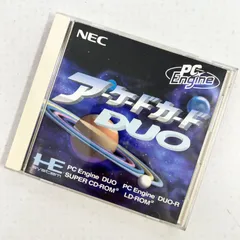 NEC
PC Engine
アーケードカード
DUO
HE SYSTEM
PC Engine DUO PC Engine DUO-R
SUPER CD-ROM² LD-ROM²